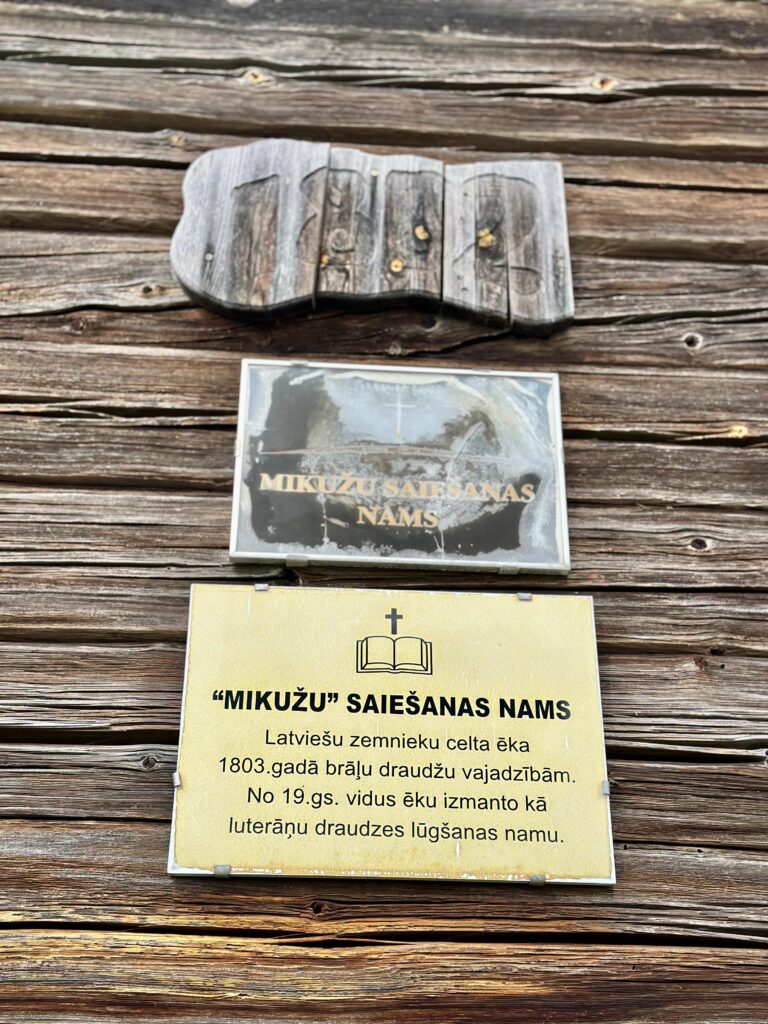 MIKUŽU SAIEŠANAS
NAMS
“MIKUŽU” SAIEŠANAS NAMS
Latviešu zemnieku celta ēka
1803.gadā brāļu draudžu vajadzībām.
No 19.gs. vidus ēku izmanto kā
luterāņu draudzes lūgšanas namu.